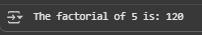 The factorial of 5 is: 120